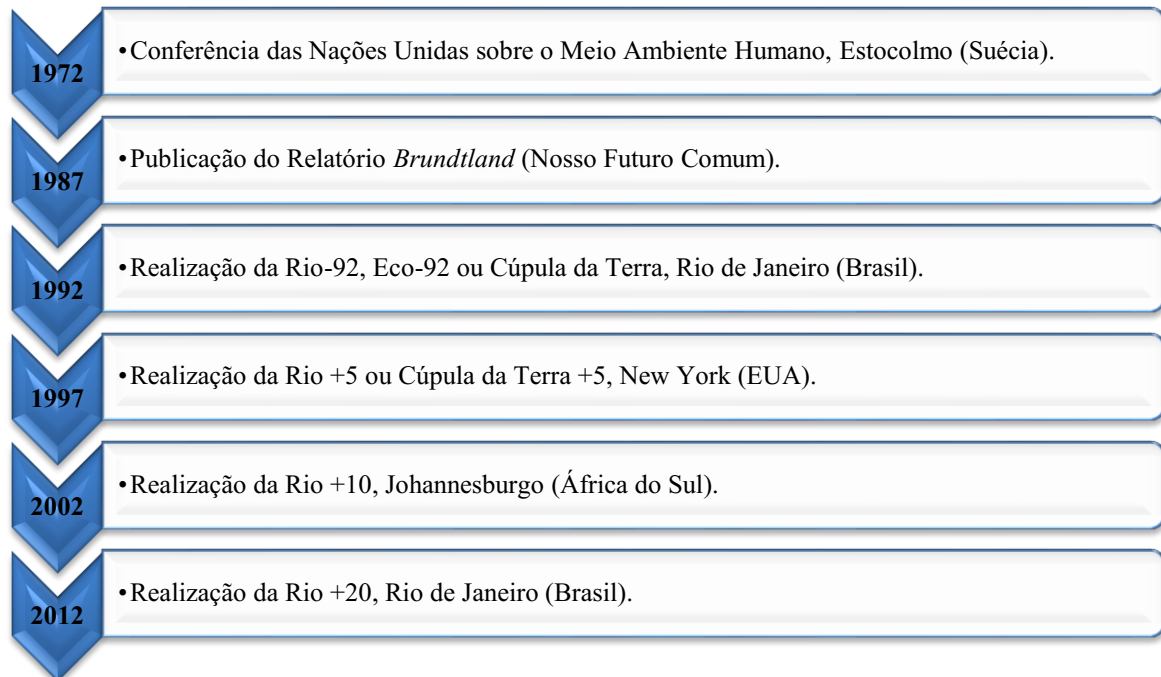 1972
•Conferência das Nações Unidas sobre o Meio Ambiente Humano, Estocolmo (Suécia).
1987
•Publicação do Relatório Brundtland (Nosso Futuro Comum).
1992
•Realização da Rio-92, Eco-92 ou Cúpula da Terra, Rio de Janeiro (Brasil).
1997
•Realização da Rio +5 ou Cúpula da Terra +5, New York (EUA).
2002
•Realização da Rio +10, Johannesburgo (África do Sul).
2012
•Realização da Rio +20, Rio de Janeiro (Brasil).